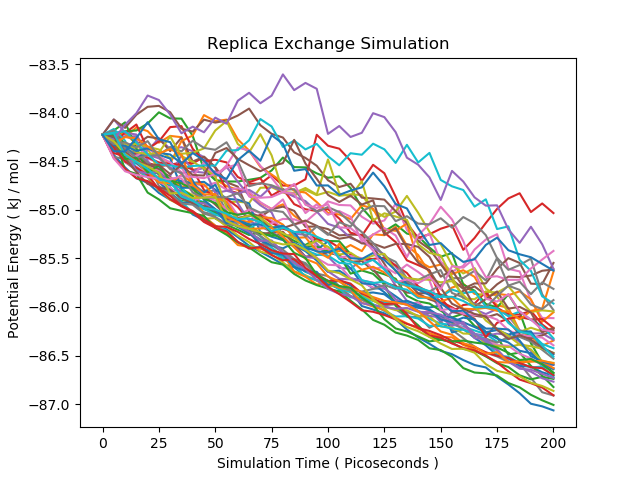 Replica Exchange Simulation
Potential Energy ( kJ / mol )
−83.5
−84.0
−84.5
−85.0
−85.5
−86.0
−86.5
−87.0
0 25 50 75 100 125 150 175 200
Simulation Time ( Picoseconds )